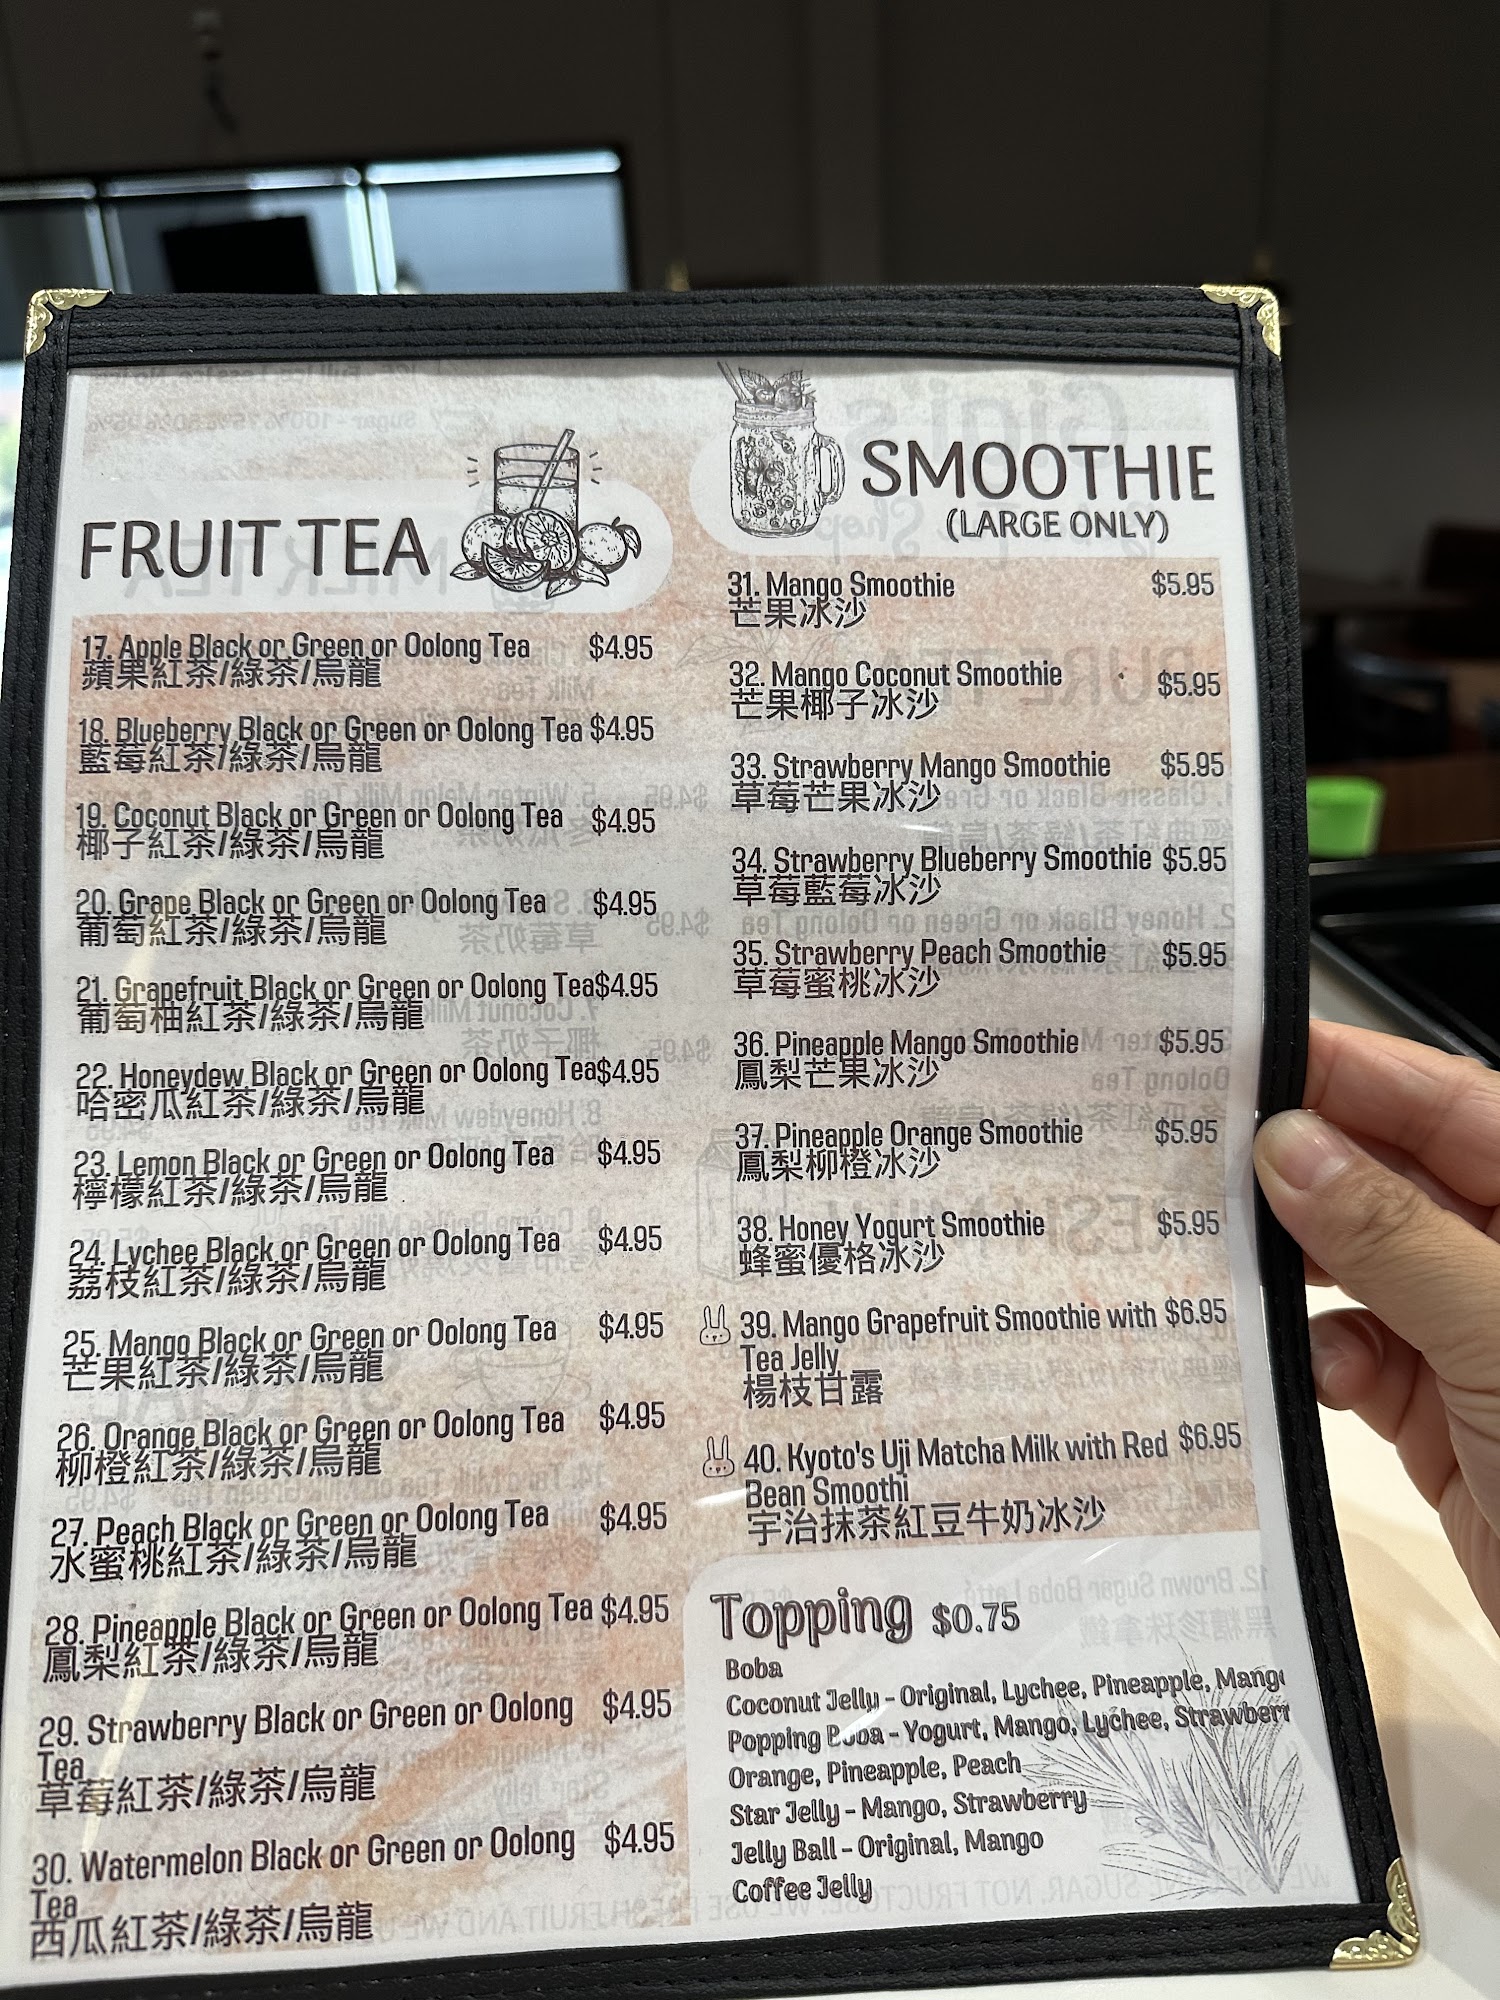 FRUIT TEA
17. Apple Black or Green or Oolong Tea $4.95
蘋果紅茶/綠茶/烏龍
18. Blueberry Black or Green or Oolong Tea $4.95
藍莓紅茶/綠茶/烏龍
19. Coconut Black or Green or Oolong Tea $4.95
椰子紅茶/綠茶/烏龍
20. Grape Black or Green or Oolong Tea $4.95
葡萄紅茶/綠茶/烏龍
21. Grapefruit Black or Green or Oolong Tea $4.95
葡萄柚紅茶/綠茶/烏龍
22. Honeydew Black or Green or Oolong Tea $4.95
哈密瓜紅茶/綠茶/烏龍
23. Lemon Black or Green or Oolong Tea $4.95
檸檬紅茶/綠茶/烏龍
24. Lychee Black or Green or Oolong Tea $4.95
荔枝紅茶/綠茶/烏龍
25. Mango Black or Green or Oolong Tea $4.95
芒果紅茶/綠茶/烏龍
26. Orange Black or Green or Oolong Tea $4.95
柳橙紅茶/綠茶/烏龍
27. Peach Black or Green or Oolong Tea $4.95
水蜜桃紅茶/綠茶/烏龍
28. Pineapple Black or Green or Oolong Tea $4.95
鳳梨紅茶/綠茶/烏龍
29. Strawberry Black or Green or Oolong $4.95
Tea
草莓紅茶/綠茶/烏龍
30. Watermelon Black or Green or Oolong $4.95
Tea
西瓜紅茶/綠茶/烏龍
SMOOTHIE
(LARGE ONLY)
31. Mango Smoothie $5.95
芒果冰沙
32. Mango Coconut Smoothie $5.95
芒果椰子冰沙
33. Strawberry Mango Smoothie $5.95
草莓芒果冰沙
34. Strawberry Blueberry Smoothie $5.95
草莓藍莓冰沙
35. Strawberry Peach Smoothie $5.95
草莓蜜桃冰沙
36. Pineapple Mango Smoothie $5.95
鳳梨芒果冰沙
37. Pineapple Orange Smoothie $5.95
鳳梨柳橙冰沙
38. Honey Yogurt Smoothie $5.95
蜂蜜優格冰沙
39. Mango Grapefruit Smoothie with $6.95
Tea Jelly
楊枝甘露
40. Kyoto's Uji Matcha Milk with Red $6.95
Bean Smoothi
宇治抹茶紅豆牛奶冰沙
Topping $0.75
Boba
Coconut Jelly - Original, Lychee, Pineapple, Mango
Popping Boba - Yogurt, Mango, Lychee, Strawberr
Orange, Pineapple, Peach
Star Jelly - Mango, Strawberry
Jelly Ball - Original, Mango
Coffee Jelly